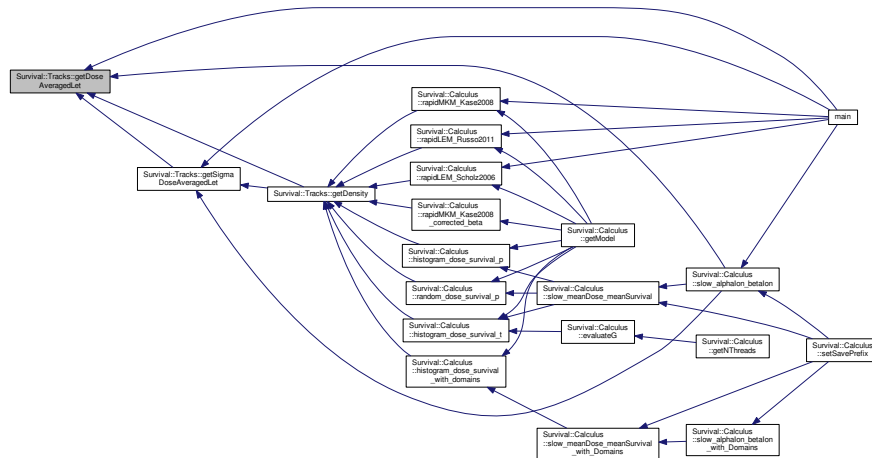 Survival::Tracks::getDose
AveragedLet
Survival::Tracks::getSigma
DoseAveragedLet
Survival::Tracks::getDensity
Survival::Calculus
::rapidMKM_Kase2008
Survival::Calculus
::rapidLEM_Russo2011
Survival::Calculus
::rapidLEM_Scholz2006
Survival::Calculus
::rapidMKM_Kase2008
_corrected_beta
Survival::Calculus
::histogram_dose_survival_p
Survival::Calculus
::random_dose_survival_p
Survival::Calculus
::histogram_dose_survival_t
Survival::Calculus
::histogram_dose_survival
_with_domains
Survival::Calculus
::getModel
Survival::Calculus
::slow_meanDose_meanSurvival
Survival::Calculus
::evaluateG
Survival::Calculus
::slow_meanDose_meanSurvival
_with_Domains
main
Survival::Calculus
::slow_alphaIon_betaIon
Survival::Calculus
::getNThreads
Survival::Calculus
::slow_alphaIon_betaIon
_with_Domains
Survival::Calculus
::setSavePrefix